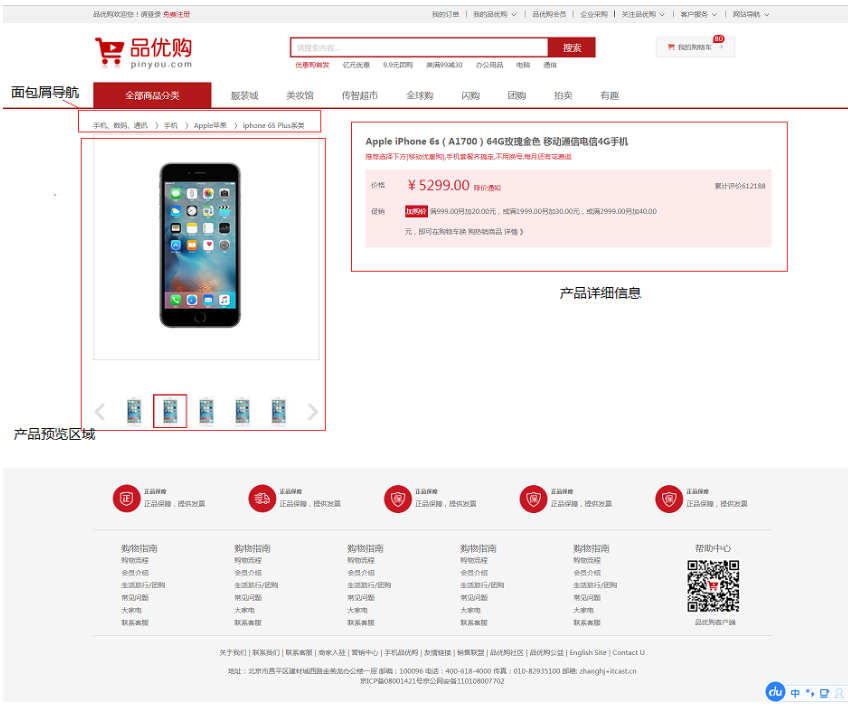 品优购欢迎您！请登录 免费注册
我的订单 | 我的品优购 | 品优购会员 | 企业采购 | 关注品优购 | 客户服务 | 网站导航
品优购
pinyou.com
请搜索内容...
搜索
我的购物车
80
优惠购首发 亿元优惠 9.9元团购 美满99减30 办公用品 电脑 通信
面包屑导航
全部商品分类 服装城 美妆馆 传智超市 全球购 闪购 团购 拍卖 有趣
手机、数码、通讯 〉 手机 〉 Apple苹果 〉 iphone 6S Plus系类
Apple iPhone 6s（A1700）64G玫瑰金色 移动通信电信4G手机
推荐选择下方[移动优惠购],手机套餐齐搞定,不用换号,每月还有花费返
价格 ￥5299.00 降价通知 累计评价612188
促销 加购价 满999.00另加20.00元，或满1999.00另加30.00元，或满2999.00另加40.00
元，即可在购物车换 购热销商品 详情 》
产品详细信息
产品预览区域
正 正品保障
正品保障，提供发票
正品保障
正品保障，提供发票
保 正品保障
正品保障，提供发票
保 正品保障
正品保障，提供发票
保 正品保障
正品保障，提供发票
购物指南 购物指南 购物指南 购物指南 购物指南 帮助中心
购物流程 购物流程 购物流程 购物流程 购物流程
会员介绍 会员介绍 会员介绍 会员介绍 会员介绍
生活旅行/团购 生活旅行/团购 生活旅行/团购 生活旅行/团购 生活旅行/团购
常见问题 常见问题 常见问题 常见问题 常见问题
大家电 大家电 大家电 大家电 大家电
联系客服 联系客服 联系客服 联系客服 联系客服 品优购客户端
关于我们 | 联系我们 | 联系客服 | 商家入驻 | 营销中心 | 手机品优购 | 友情链接 | 销售联盟 | 品优购社区 | 品优购公益 | English Site | Contact U
地址：北京市昌平区建材城西路金燕龙办公楼一层 邮编：100096 电话：400-618-4000 传真：010-82935100 邮箱: zhanghj+itcast.cn
京ICP备08001421号京公网安备110108007702
du 中